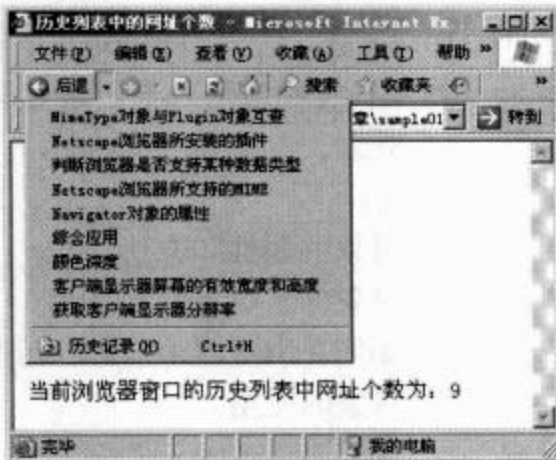 历史列表中的网址个数 - Microsoft Internet Ex
文件(F) 编辑(E) 查看(V) 收藏(A) 工具(T) 帮助 »
后退 搜索 收藏夹 »
章\sample01 转到
MimeType对象与Plugin对象互查
Netscape浏览器所安装的插件
判断浏览器是否支持某种数据类型
Netscape浏览器所支持的MIME
Navigator对象的属性
综合应用
颜色深度
客户端显示器屏幕的有效宽度和高度
获取客户端显示器分辨率
历史记录(O) Ctrl+H
当前浏览器窗口的历史列表中网址个数为：9
完毕 我的电脑